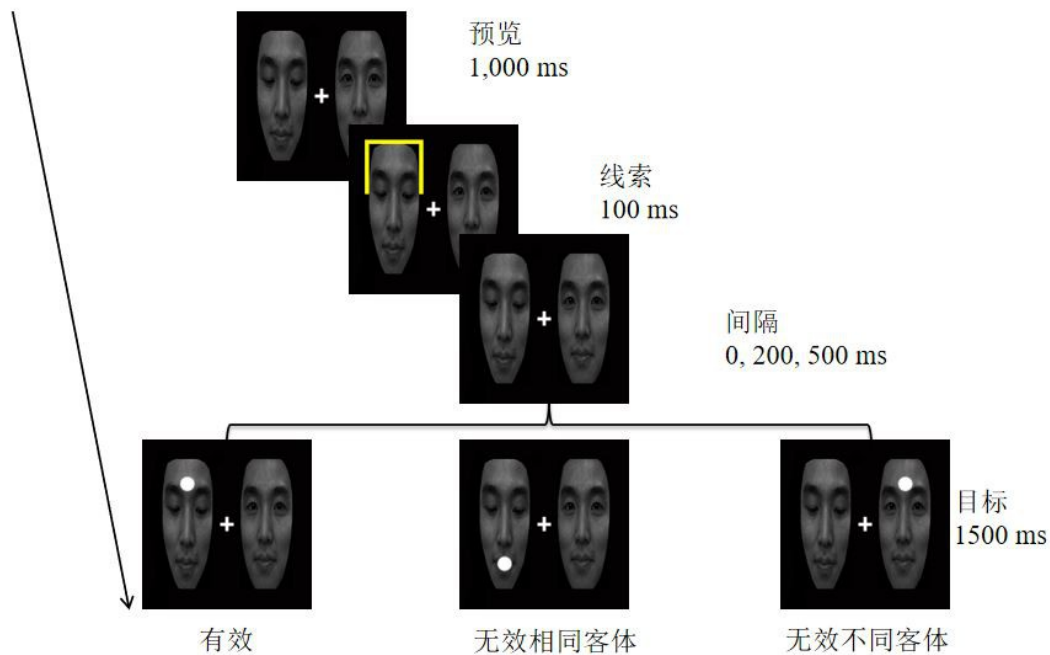 预览
1,000 ms
线索
100 ms
间隔
0, 200, 500 ms
目标
1500 ms
有效
无效相同客体
无效不同客体